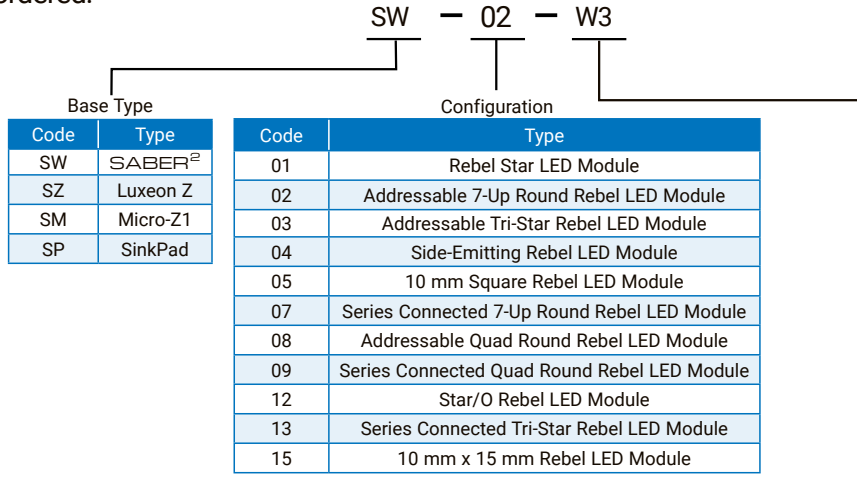 ordered.
SW – 02 – W3
Base Type
Code Type
SW SABER²
SZ Luxeon Z
SM Micro-Z1
SP SinkPad
Configuration
Code Type
01 Rebel Star LED Module
02 Addressable 7-Up Round Rebel LED Module
03 Addressable Tri-Star Rebel LED Module
04 Side-Emitting Rebel LED Module
05 10 mm Square Rebel LED Module
07 Series Connected 7-Up Round Rebel LED Module
08 Addressable Quad Round Rebel LED Module
09 Series Connected Quad Round Rebel LED Module
12 Star/O Rebel LED Module
13 Series Connected Tri-Star Rebel LED Module
15 10 mm x 15 mm Rebel LED Module